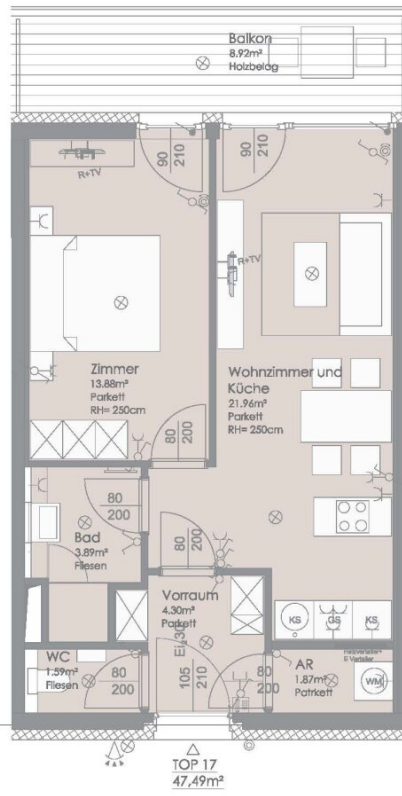 Balkon
8.92m²
Holzbelag
90
210
90
210
R+TV
R+TV
Zimmer
13.88m²
Parkett
RH= 250cm
Wohnzimmer und
Küche
21.96m²
Parkett
RH= 250cm
80
200
80
200
Bad
3.89m²
Fliesen
80
200
Vorraum
4.30m²
Parkett
KS
GS
KS
WC
1.59m²
Fliesen
80
200
EI₂30
105
210
80
200
AR
1.87m²
Patrkett
E Verteiler
WM
TOP 17
47,49m²